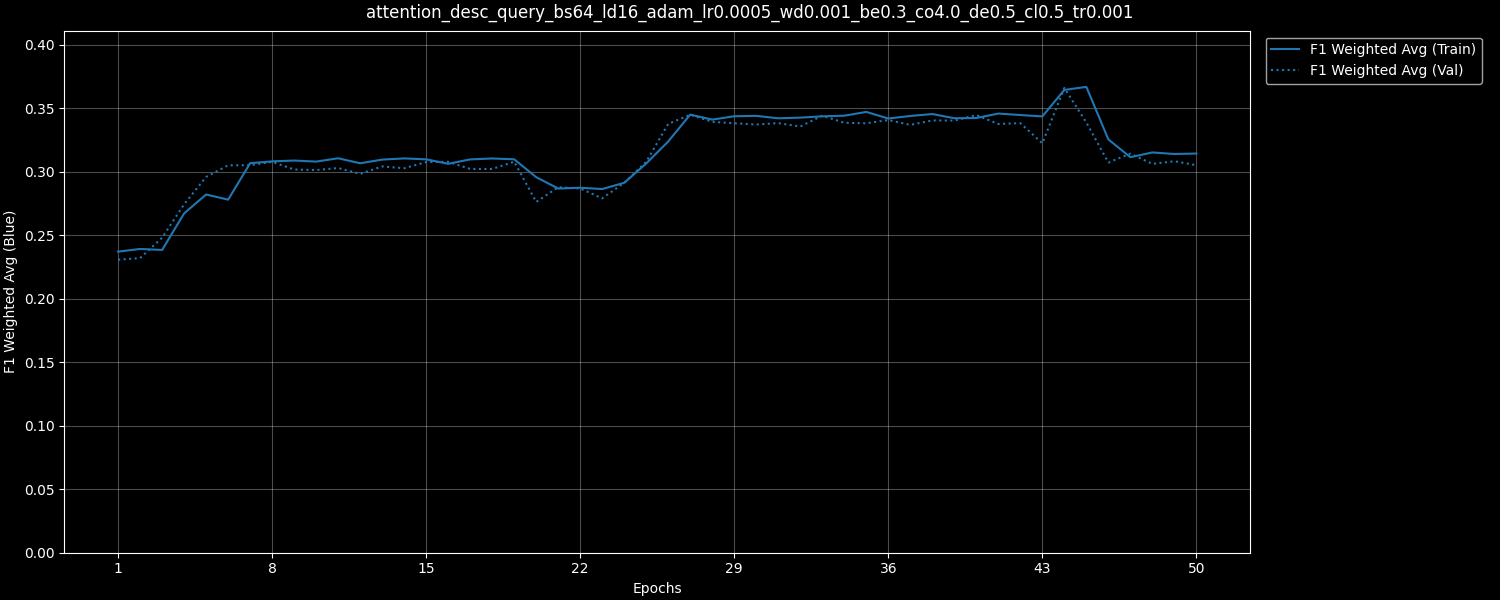 attention_desc_query_bs64_ld16_adam_lr0.0005_wd0.001_be0.3_co4.0_de0.5_cl0.5_tr0.001
F1 Weighted Avg (Train)
F1 Weighted Avg (Val)
F1 Weighted Avg (Blue)
0.40
0.35
0.30
0.25
0.20
0.15
0.10
0.05
0.00
1 8 15 22 29 36 43 50
Epochs